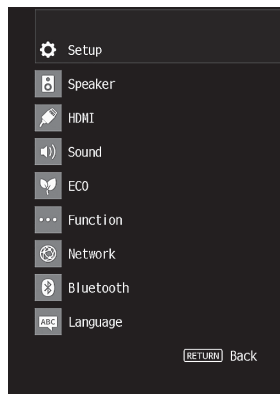 Setup
Speaker
HDMI
Sound
ECO
Function
Network
Bluetooth
ABC Language
RETURN Back